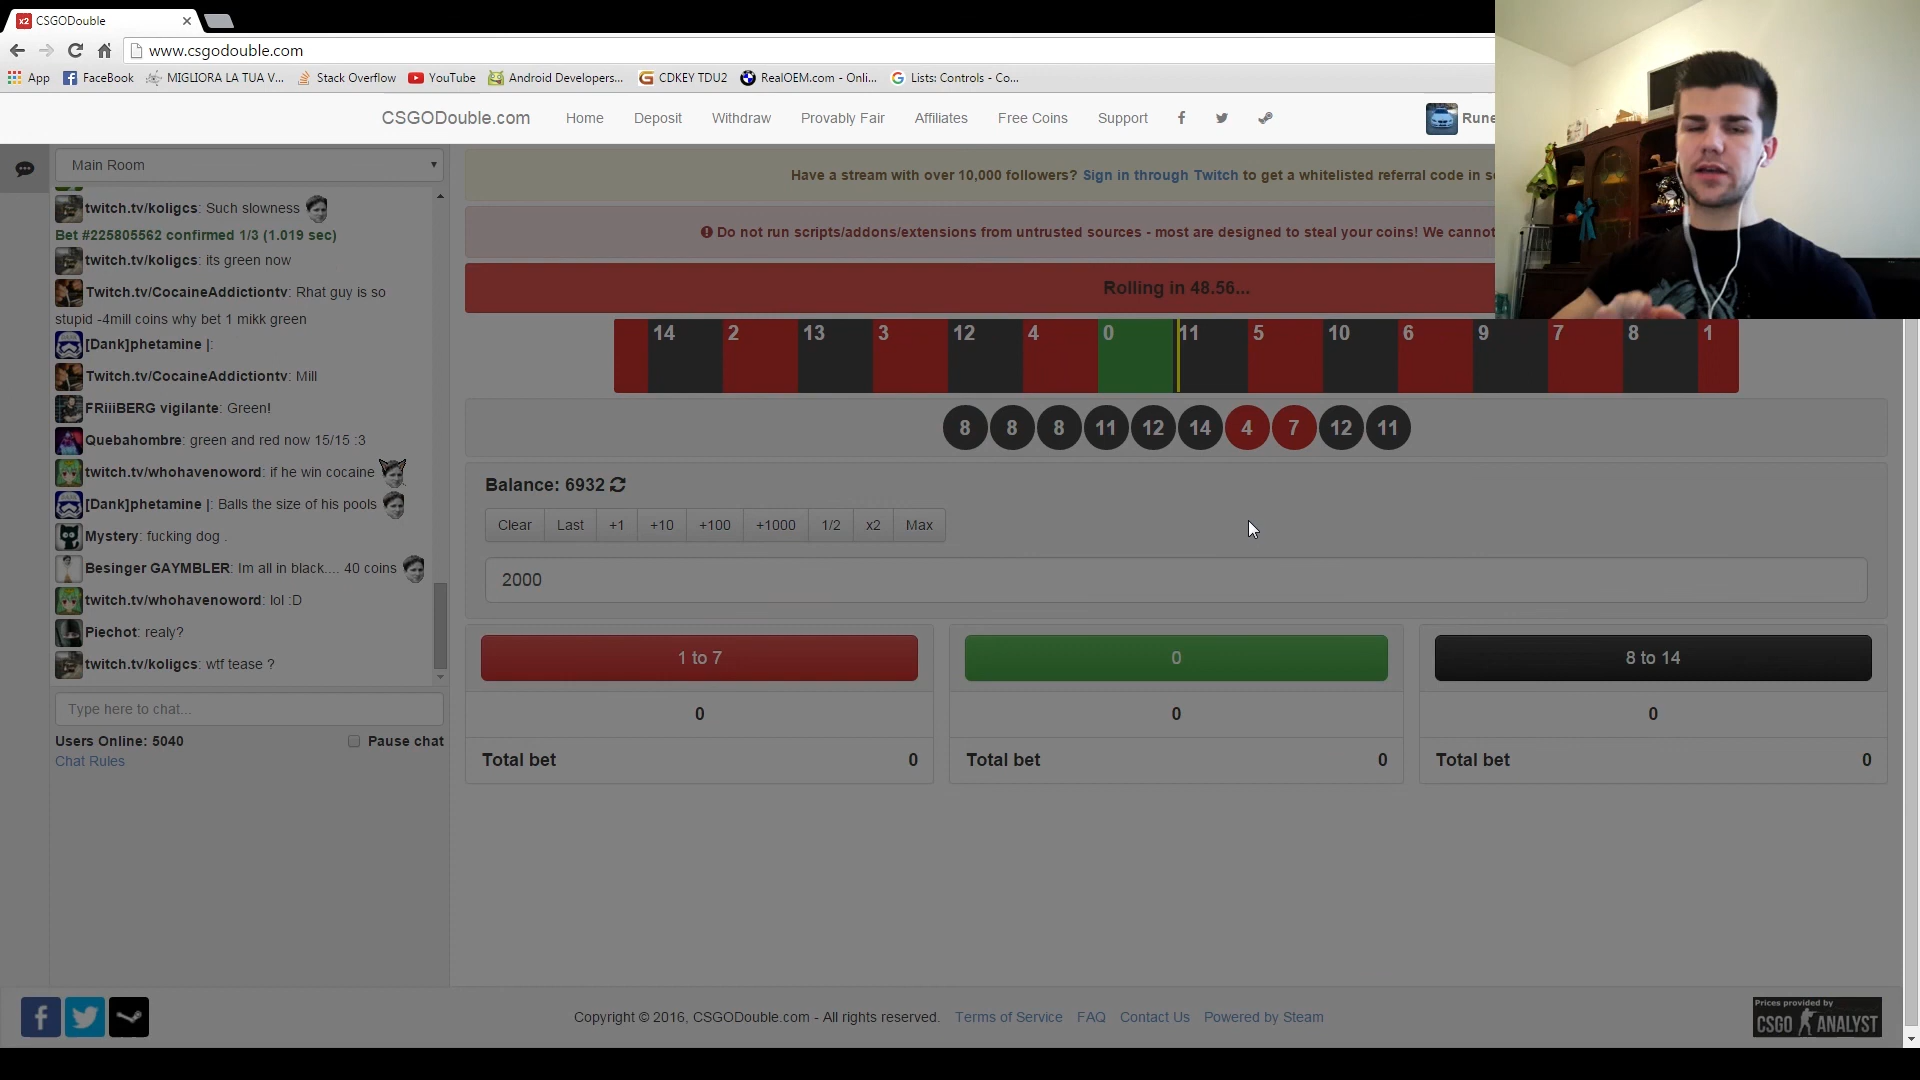 x2 CSGODouble
www.csgodouble.com
App FaceBook MIGLIORA LA TUA V... Stack Overflow YouTube Android Developers... CDKEY TDU2 RealOEM.com - Onli... Lists: Controls - Co...
CSGODouble.com Home Deposit Withdraw Provably Fair Affiliates Free Coins Support Rune
Main Room
twitch.tv/koligcs: Such slowness
Bet #225805562 confirmed 1/3 (1.019 sec)
twitch.tv/koligcs: its green now
Twitch.tv/CocaineAddictiontv: Rhat guy is so
stupid -4mill coins why bet 1 mikk green
[Dank]phetamine |:
Twitch.tv/CocaineAddictiontv: Mill
FRiiiBERG vigilante: Green!
Quebahombre: green and red now 15/15 :3
twitch.tv/whohavenoword: if he win cocaine
[Dank]phetamine |: Balls the size of his pools
Mystery: fucking dog .
Besinger GAYMBLER: Im all in black.... 40 coins
twitch.tv/whohavenoword: lol :D
Piechot: realy?
twitch.tv/koligcs: wtf tease ?
Type here to chat...
Users Online: 5040 Pause chat
Chat Rules
Have a stream with over 10,000 followers? Sign in through Twitch to get a whitelisted referral code in s
Do not run scripts/addons/extensions from untrusted sources - most are designed to steal your coins! We cannot
Rolling in 48.56...
14 2 13 3 12 4 0 11 5 10 6 9 7 8 1
8 8 8 11 12 14 4 7 12 11
Balance: 6932
Clear Last +1 +10 +100 +1000 1/2 x2 Max
2000
1 to 7 0 8 to 14
0 0 0
Total bet 0 Total bet 0 Total bet 0
Copyright © 2016, CSGODouble.com - All rights reserved. Terms of Service FAQ Contact Us Powered by Steam
Prices provided by
CSGO ANALYST